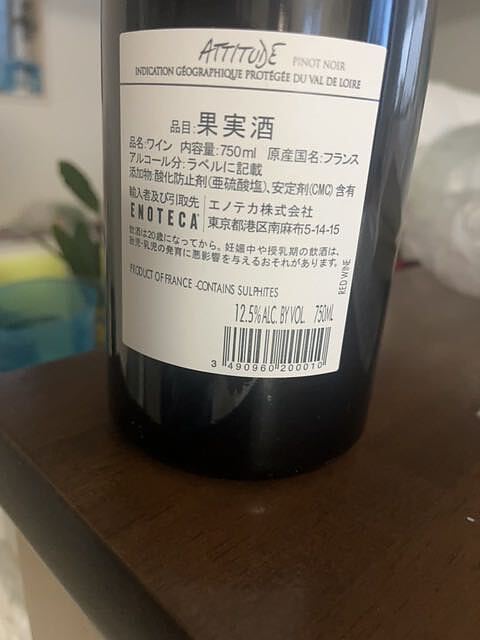 ATTITUDE PINOT NOIR
INDICATION GÉOGRAPHIQUE PROTÉGÉE DU VAL DE LOIRE
品目:果実酒
品名:ワイン 内容量:750ml 原産国名:フランス
アルコール分:ラベルに記載
添加物:酸化防止剤(亜硫酸塩)、安定剤(CMC)含有
輸入者及び引取先 エノテカ株式会社
ENOTECA 東京都港区南麻布5-14-15
飲酒は20歳になってから。妊娠中や授乳期の飲酒は、
胎児・乳児の発育に悪影響を与えるおそれがあります。
RED WINE
PRODUCT OF FRANCE -CONTAINS SULPHITES
12.5% ALC. BY VOL. 750ML
3 490960 200010